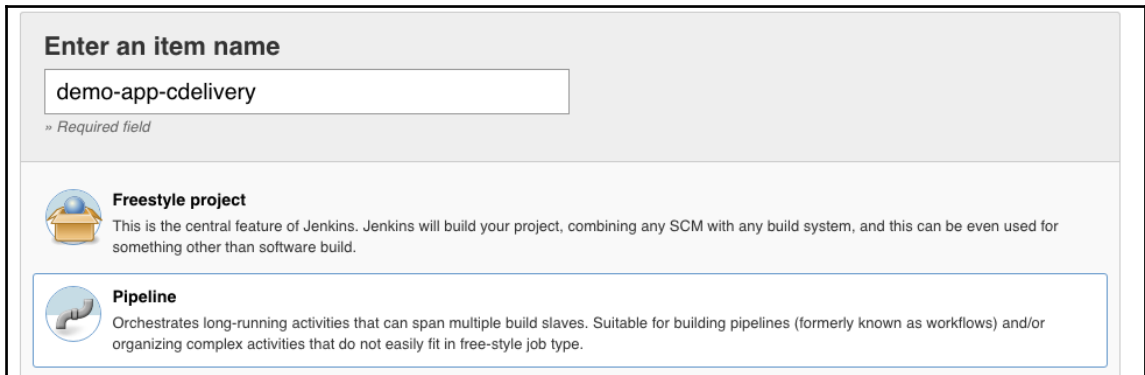 Enter an item name
demo-app-cdelivery
» Required field
Freestyle project
This is the central feature of Jenkins. Jenkins will build your project, combining any SCM with any build system, and this can be even used for
something other than software build.
Pipeline
Orchestrates long-running activities that can span multiple build slaves. Suitable for building pipelines (formerly known as workflows) and/or
organizing complex activities that do not easily fit in free-style job type.